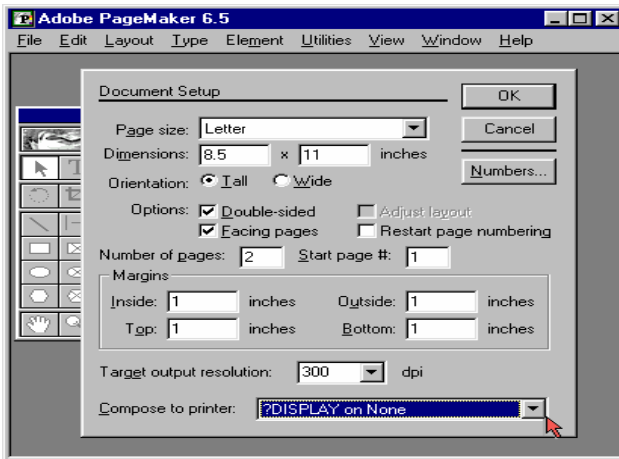 Adobe PageMaker 6.5
File Edit Layout Type Element Utilities View Window Help
Document Setup
OK
Page size: Letter
Cancel
Dimensions: 8.5 x 11 inches
Numbers...
Orientation: Tall Wide
Options: Double-sided Adjust layout
Facing pages Restart page numbering
Number of pages: 2 Start page #: 1
Margins
Inside: 1 inches Outside: 1 inches
Top: 1 inches Bottom: 1 inches
Target output resolution: 300 dpi
Compose to printer: ?DISPLAY on None